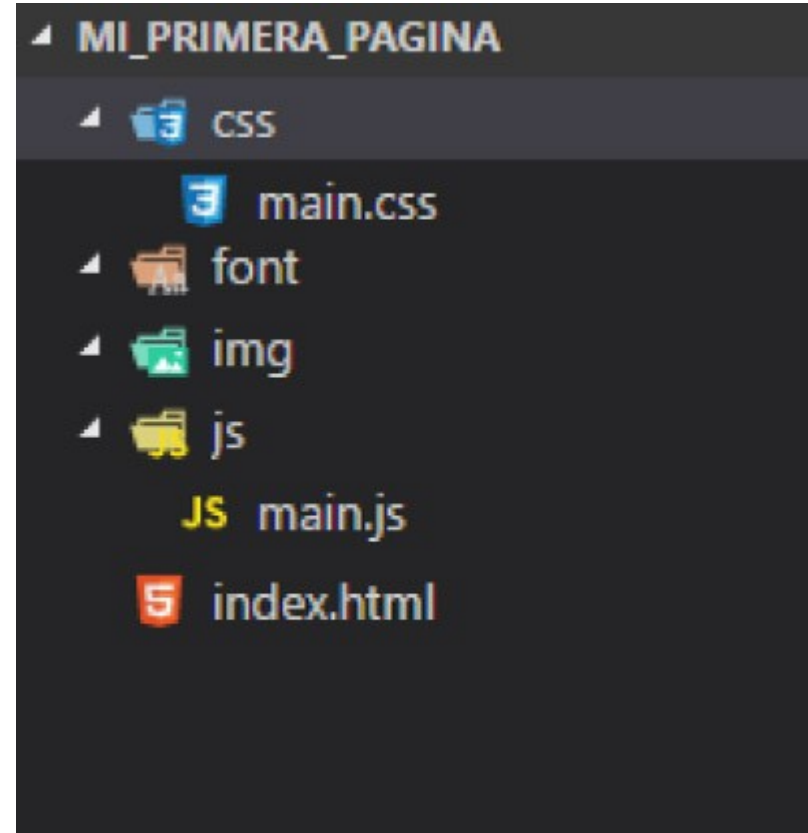 MI_PRIMERA_PAGINA
css
main.css
font
img
js
JS main.js
index.html